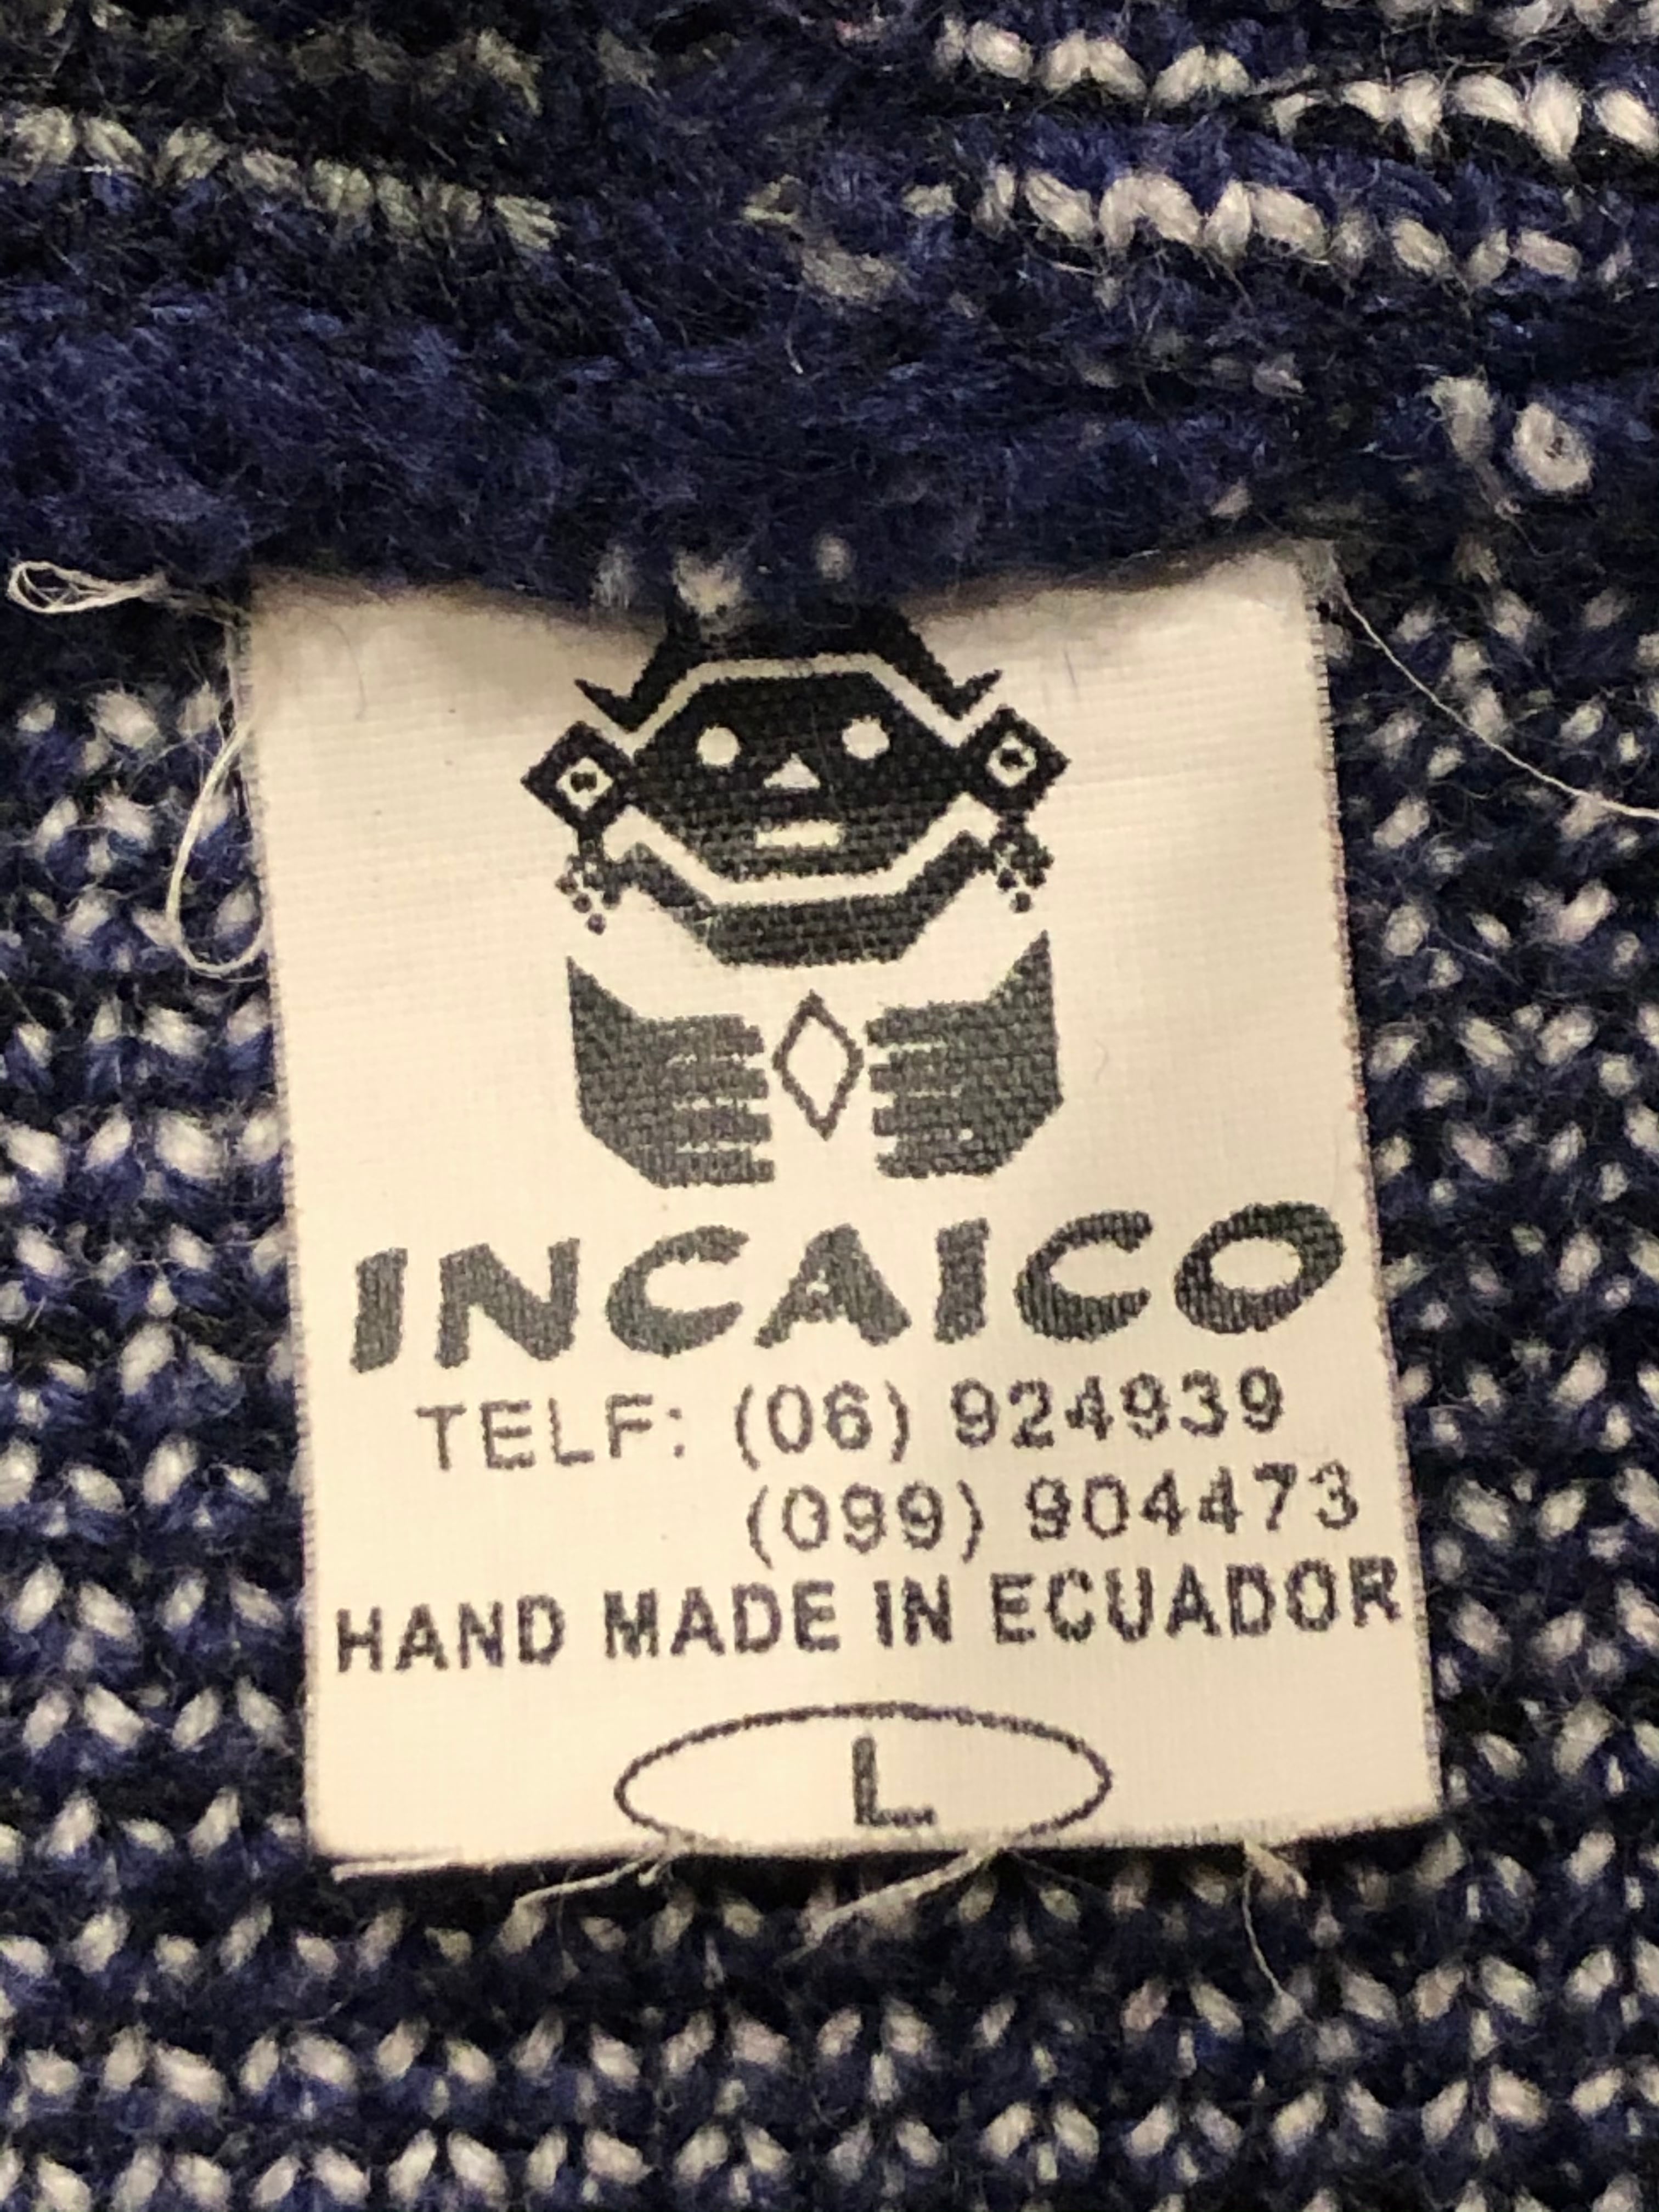 INCAICO
TELF: (06) 924939
(099) 904473
HAND MADE IN ECUADOR
L